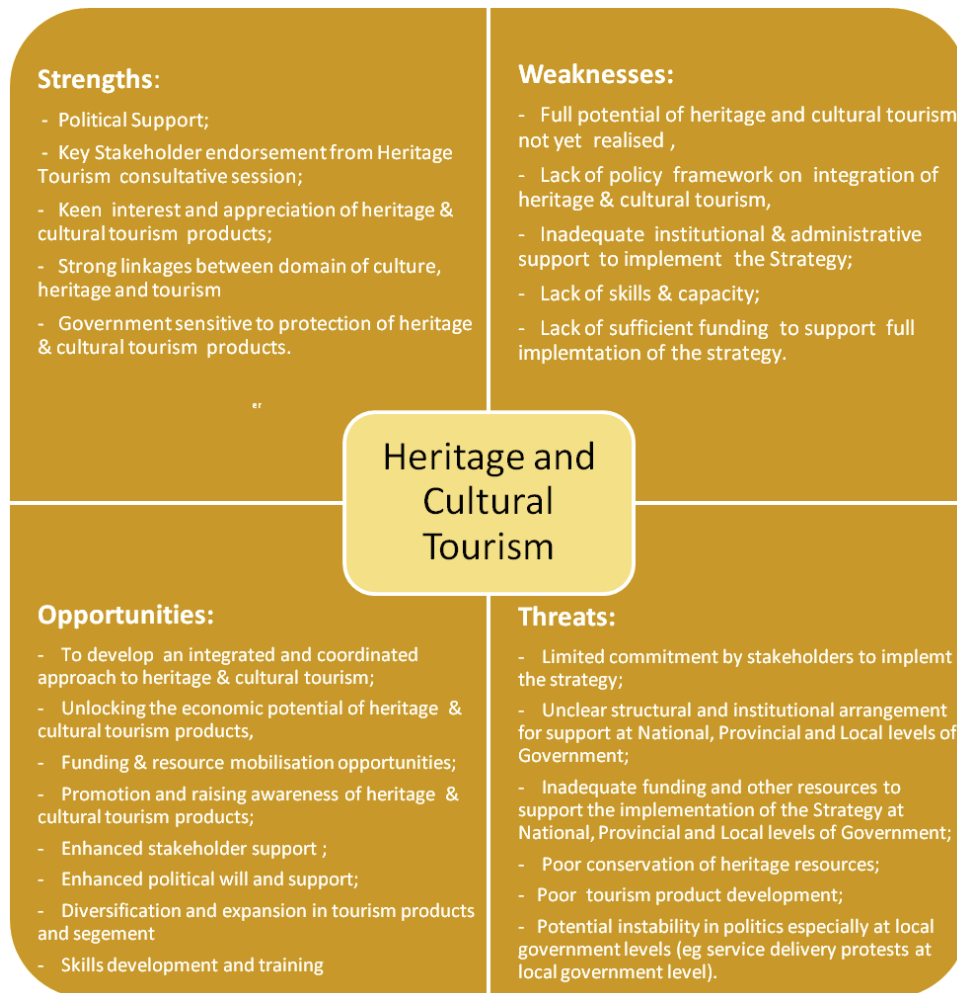 Strengths:
- Political Support;
- Key Stakeholder endorsement from Heritage
Tourism consultative session;
- Keen interest and appreciation of heritage &
cultural tourism products;
- Strong linkages between domain of culture,
heritage and tourism
- Government sensitive to protection of heritage
& cultural tourism products.
er
Weaknesses:
- Full potential of heritage and cultural tourism
not yet realised ,
- Lack of policy framework on integration of
heritage & cultural tourism,
- Inadequate institutional & administrative
support to implement the Strategy;
- Lack of skills & capacity;
- Lack of sufficient funding to support full
implemtation of the strategy.
Heritage and
Cultural
Tourism
Opportunities:
- To develop an integrated and coordinated
approach to heritage & cultural tourism;
- Unlocking the economic potential of heritage &
cultural tourism products,
- Funding & resource mobilisation opportunities;
- Promotion and raising awareness of heritage &
cultural tourism products;
- Enhanced stakeholder support ;
- Enhanced political will and support;
- Diversification and expansion in tourism products
and segement
- Skills development and training
Threats:
- Limited commitment by stakeholders to implemt
the strategy;
- Unclear structural and institutional arrangement
for support at National, Provincial and Local levels of
Government;
- Inadequate funding and other resources to
support the implementation of the Strategy at
National, Provincial and Local levels of Government;
- Poor conservation of heritage resources;
- Poor tourism product development;
- Potential instability in politics especially at local
government levels (eg service delivery protests at
local government level).